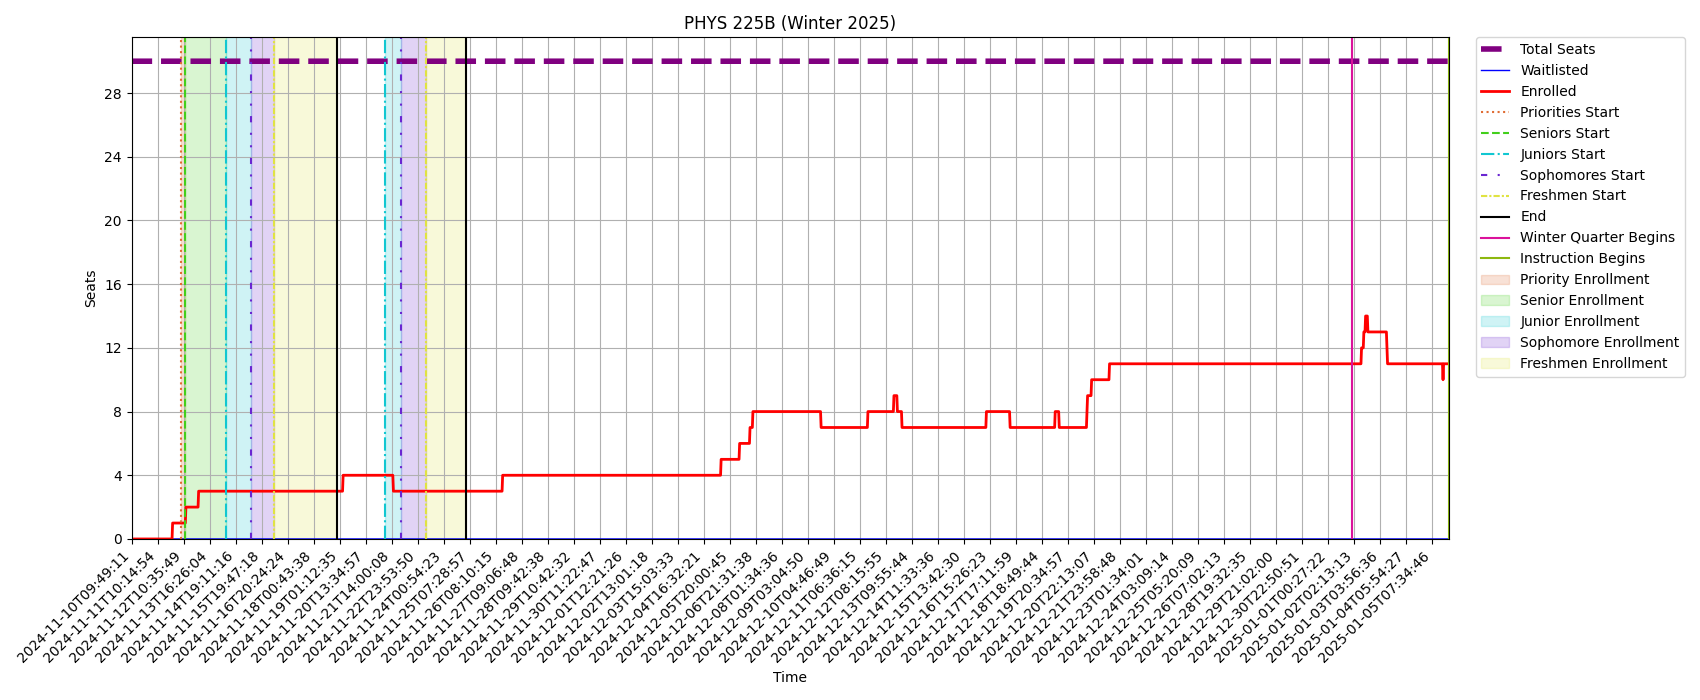 PHYS 225B (Winter 2025)
Seats
28
24
20
16
12
8
4
0
2024-11-10T09:49:11
2024-11-11T10:14:54
2024-11-12T10:35:49
2024-11-13T16:26:04
2024-11-14T19:11:16
2024-11-15T19:47:18
2024-11-16T20:24:24
2024-11-18T00:43:38
2024-11-19T01:12:35
2024-11-20T13:34:57
2024-11-21T14:00:08
2024-11-22T23:53:50
2024-11-24T00:54:23
2024-11-25T07:28:57
2024-11-26T08:10:15
2024-11-27T09:06:48
2024-11-28T09:42:38
2024-11-29T10:42:32
2024-11-30T11:22:47
2024-12-01T12:21:26
2024-12-02T13:01:18
2024-12-03T15:03:33
2024-12-04T16:32:21
2024-12-05T20:00:45
2024-12-06T21:31:38
2024-12-08T01:34:36
2024-12-09T03:04:50
2024-12-10T04:46:49
2024-12-11T06:36:15
2024-12-12T08:15:55
2024-12-13T09:55:44
2024-12-14T11:33:36
2024-12-15T13:42:30
2024-12-16T15:26:23
2024-12-17T17:11:59
2024-12-18T18:49:44
2024-12-19T20:34:57
2024-12-20T22:13:07
2024-12-21T23:58:48
2024-12-23T01:34:01
2024-12-24T03:09:14
2024-12-25T05:20:09
2024-12-26T07:02:13
2024-12-28T19:32:35
2024-12-29T21:02:00
2024-12-30T22:50:51
2025-01-01T00:27:22
2025-01-02T02:13:13
2025-01-03T03:56:36
2025-01-04T05:54:27
2025-01-05T07:34:46
Time
Total Seats
Waitlisted
Enrolled
Priorities Start
Seniors Start
Juniors Start
Sophomores Start
Freshmen Start
End
Winter Quarter Begins
Instruction Begins
Priority Enrollment
Senior Enrollment
Junior Enrollment
Sophomore Enrollment
Freshmen Enrollment